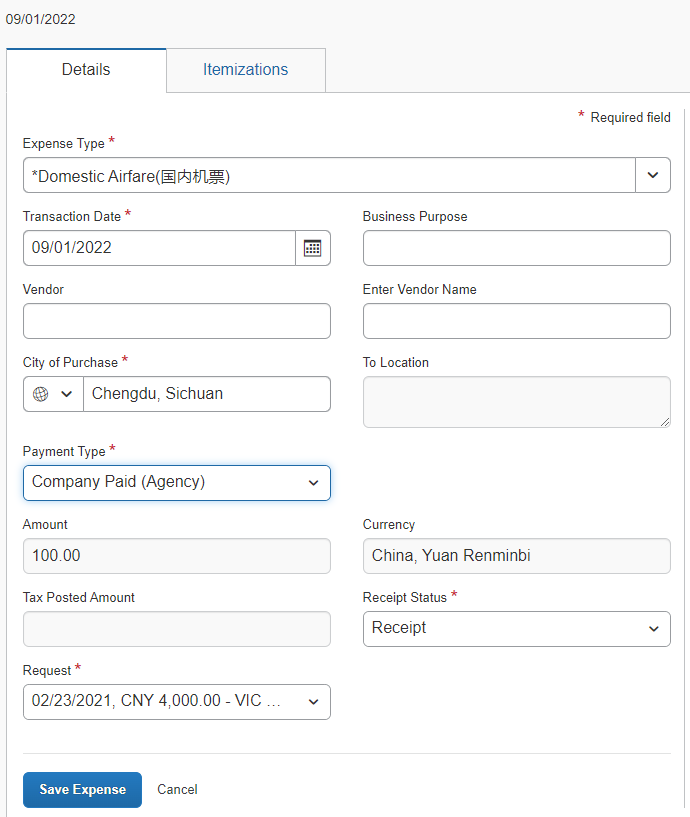 09/01/2022
Details Itemizations
* Required field
Expense Type *
*Domestic Airfare(国内机票)
Transaction Date * Business Purpose
09/01/2022
Vendor Enter Vendor Name
City of Purchase * To Location
Chengdu, Sichuan
Payment Type *
Company Paid (Agency)
Amount Currency
100.00 China, Yuan Renminbi
Tax Posted Amount Receipt Status *
Receipt
Request *
02/23/2021, CNY 4,000.00 - VIC ...
Save Expense Cancel